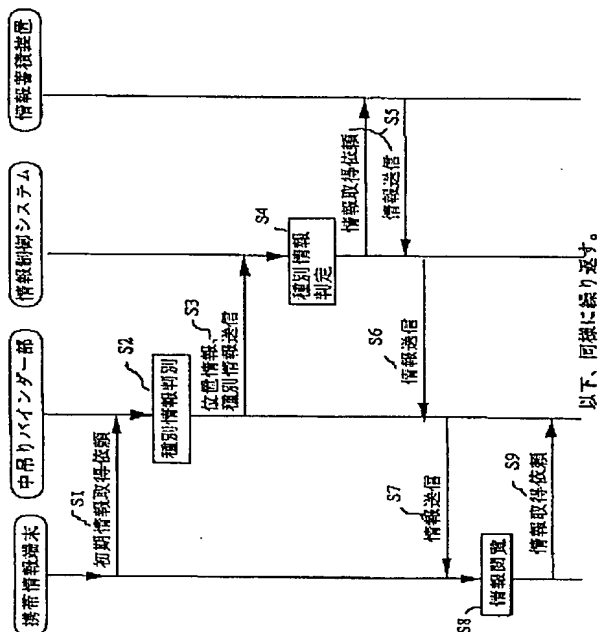 携帯情報端末
中吊りバインダー部
情報制御システム
情報蓄積装置
S1
初期情報取得依頼
S2
種別情報判別
S3
位置情報、
種別情報送信
S4
種別情報
判定
情報取得依頼
S5
情報送信
S6
情報送信
S7
情報送信
S8
情報閲覧
S9
情報取得依頼
以下、同様に繰り返す。